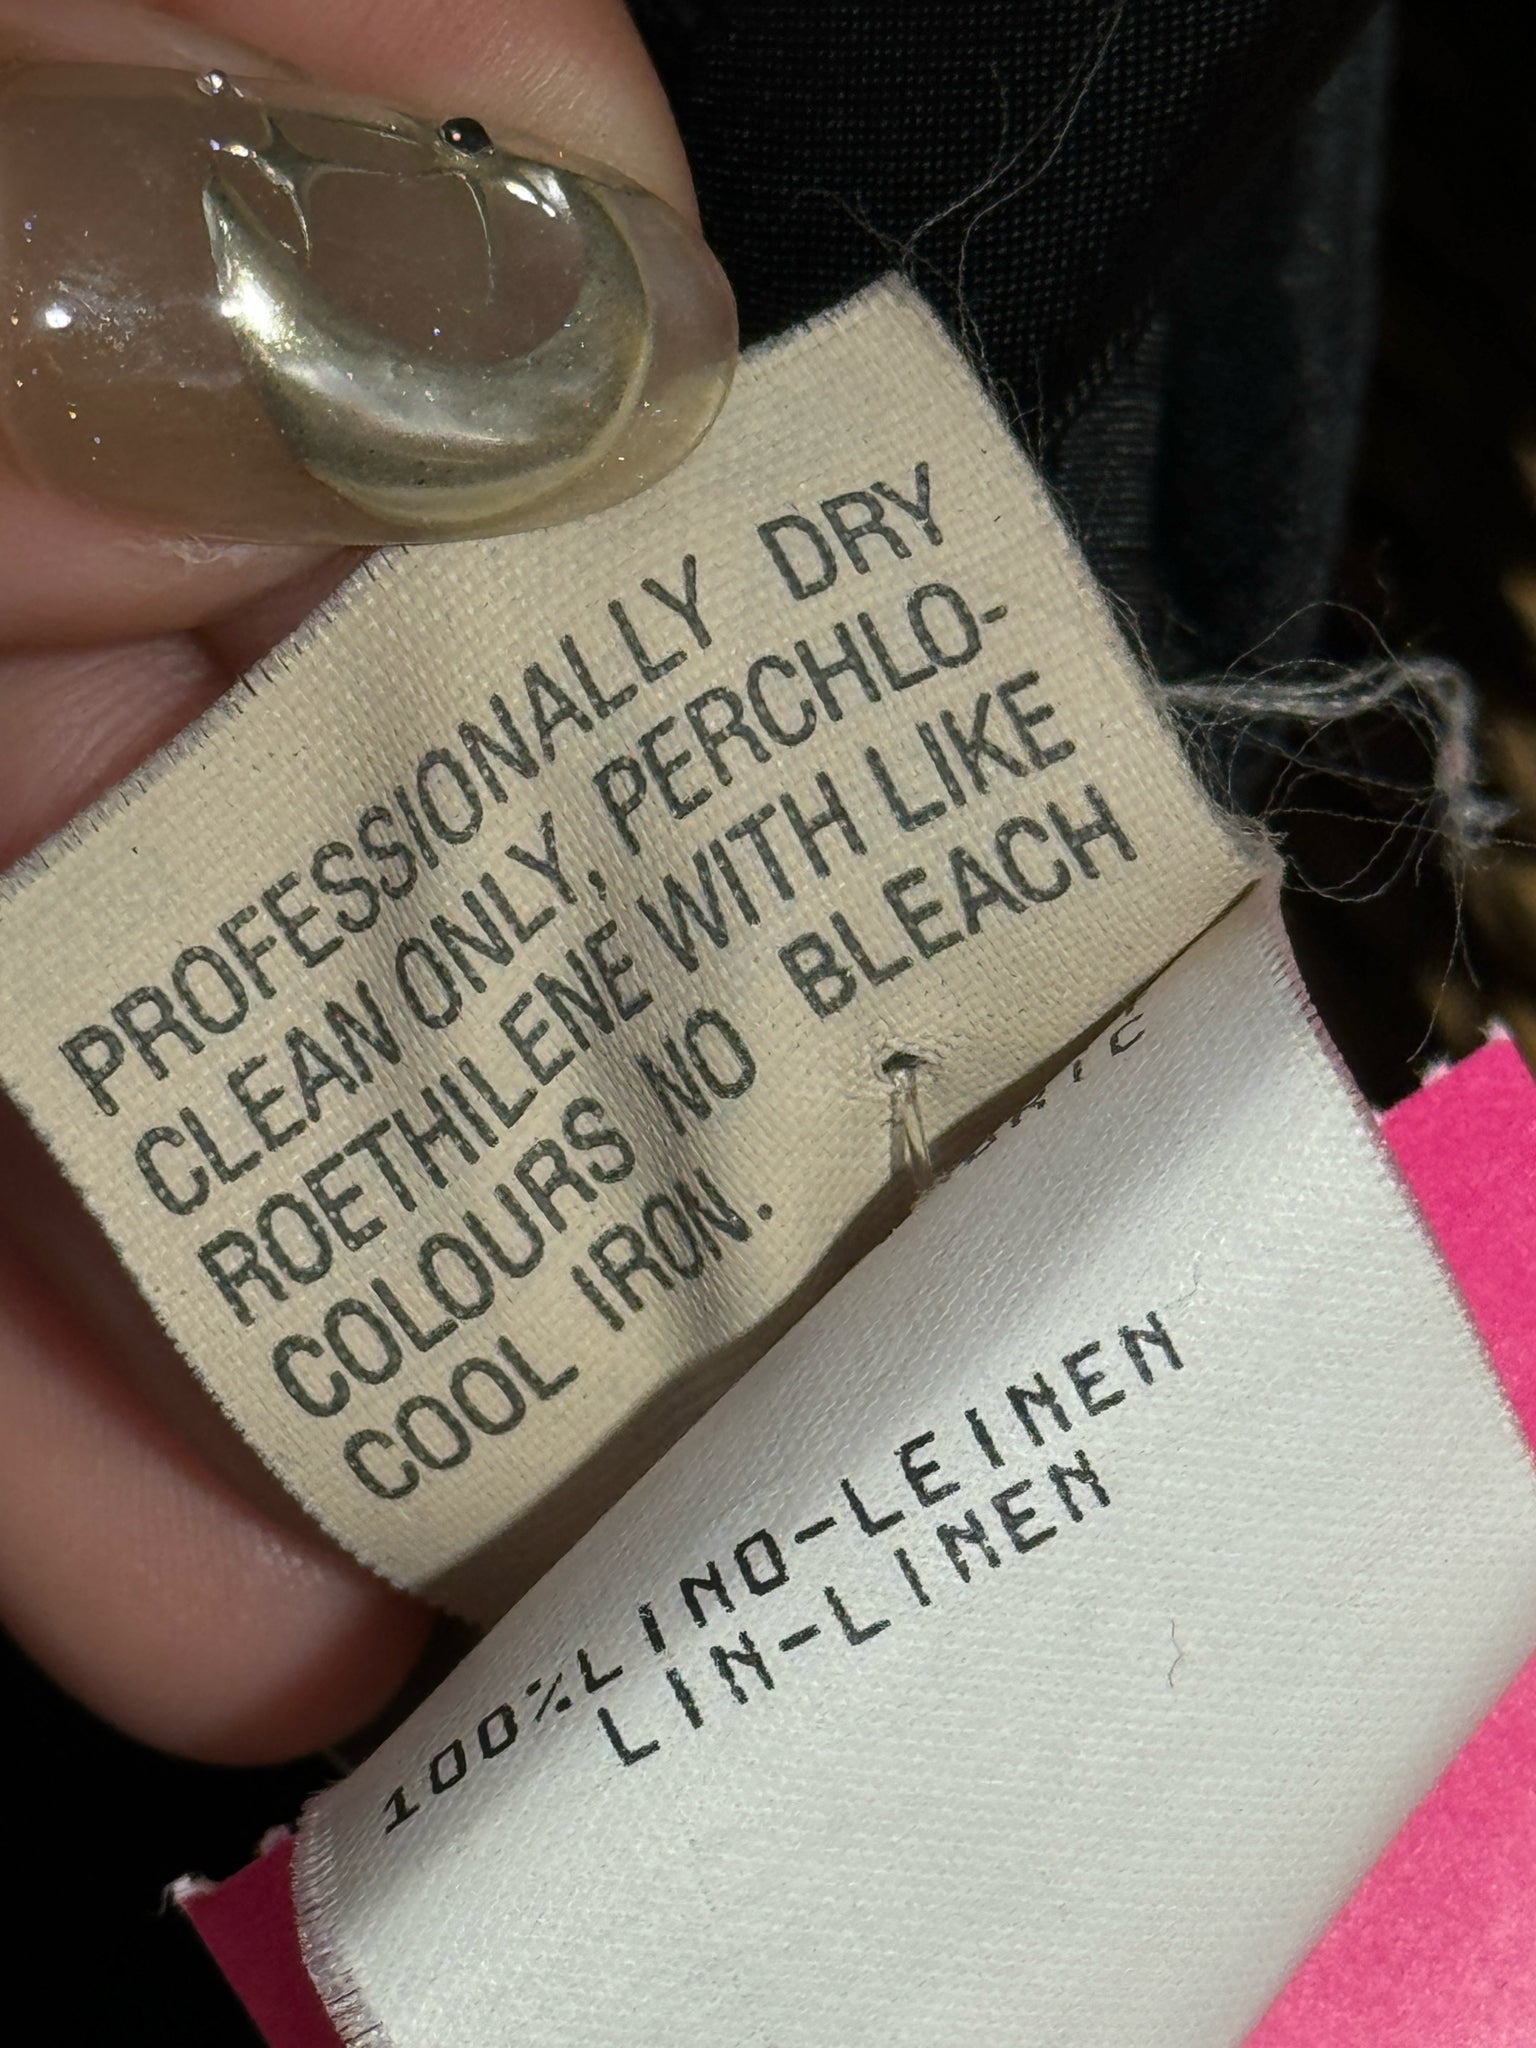 PROFESSIONALLY DRY
CLEAN ONLY, PERCHLO-
ROETHILENE WITH LIKE
COLOURS NO BLEACH
COOL IRON.
100%LINO-LEINEN
LIN-LINEN